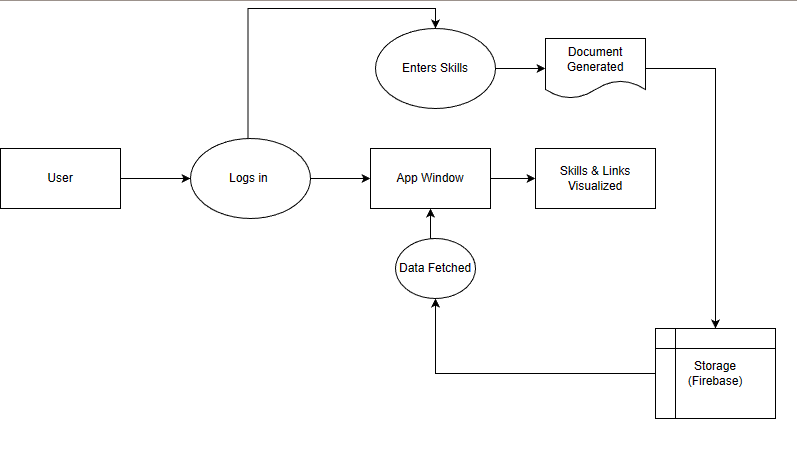 Enters Skills
Document
Generated
User
Logs in
App Window
Skills & Links
Visualized
Data Fetched
Storage
(Firebase)